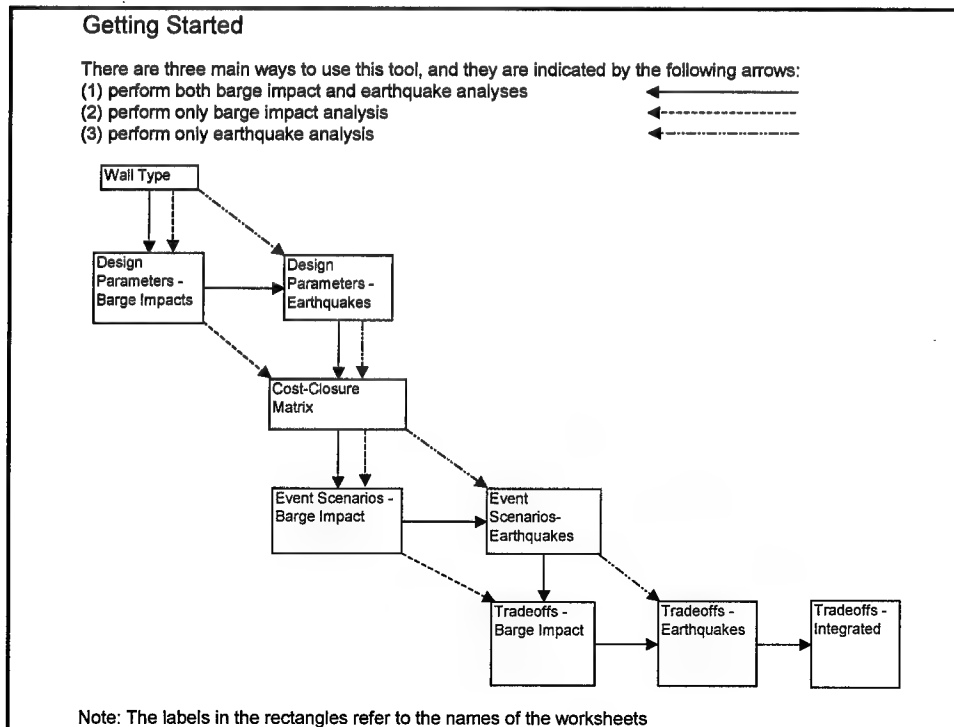 Getting Started
There are three main ways to use this tool, and they are indicated by the following arrows:
(1) perform both barge impact and earthquake analyses
(2) perform only barge impact analysis
(3) perform only earthquake analysis
Wall Type
Design
Parameters -
Barge Impacts
Design
Parameters -
Earthquakes
Cost-Closure
Matrix
Event Scenarios -
Barge Impact
Event
Scenarios-
Earthquakes
Tradeoffs -
Barge Impact
Tradeoffs -
Earthquakes
Tradeoffs -
Integrated
Note: The labels in the rectangles refer to the names of the worksheets